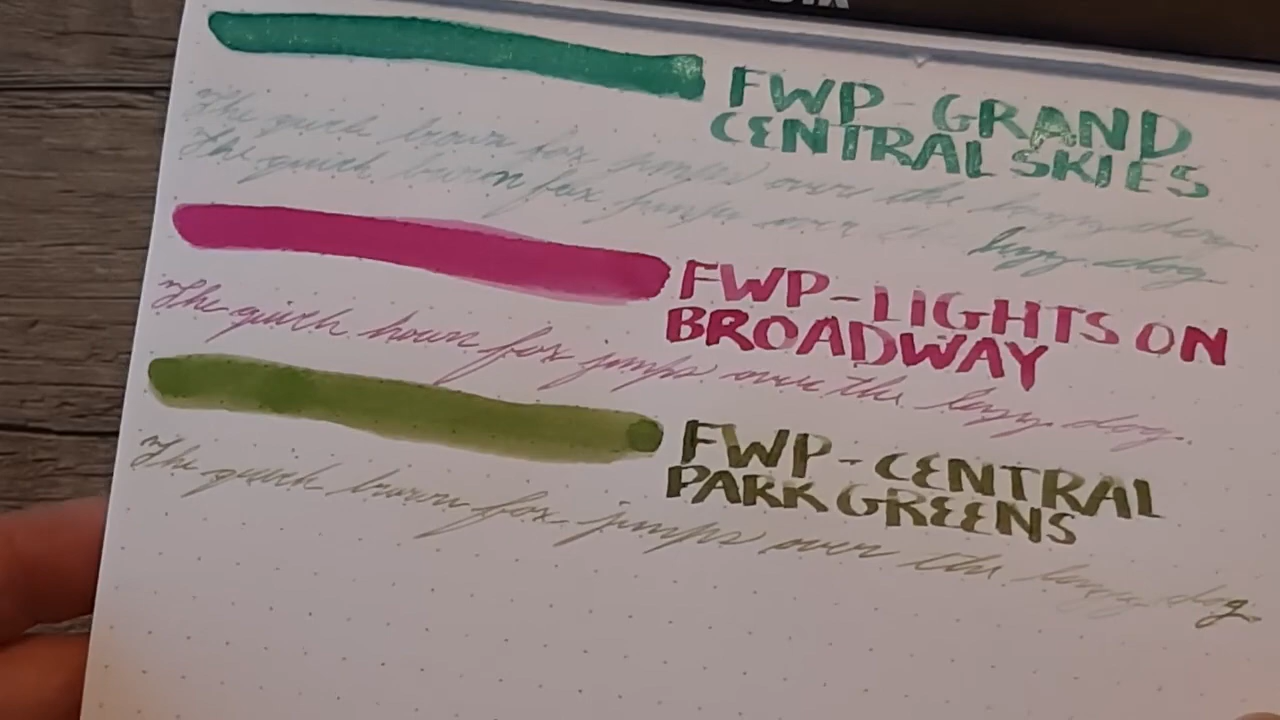 FWP - GRAND
CENTRAL SKIES
The quick brown fox jumps over the lazy dog.
The quick brown fox jumps over the lazy dog
FWP - LIGHTS ON
BROADWAY
The quick brown fox jumps over the lazy dog.
FWP - CENTRAL
PARK GREENS
The quick brown fox jumps over the lazy dog.